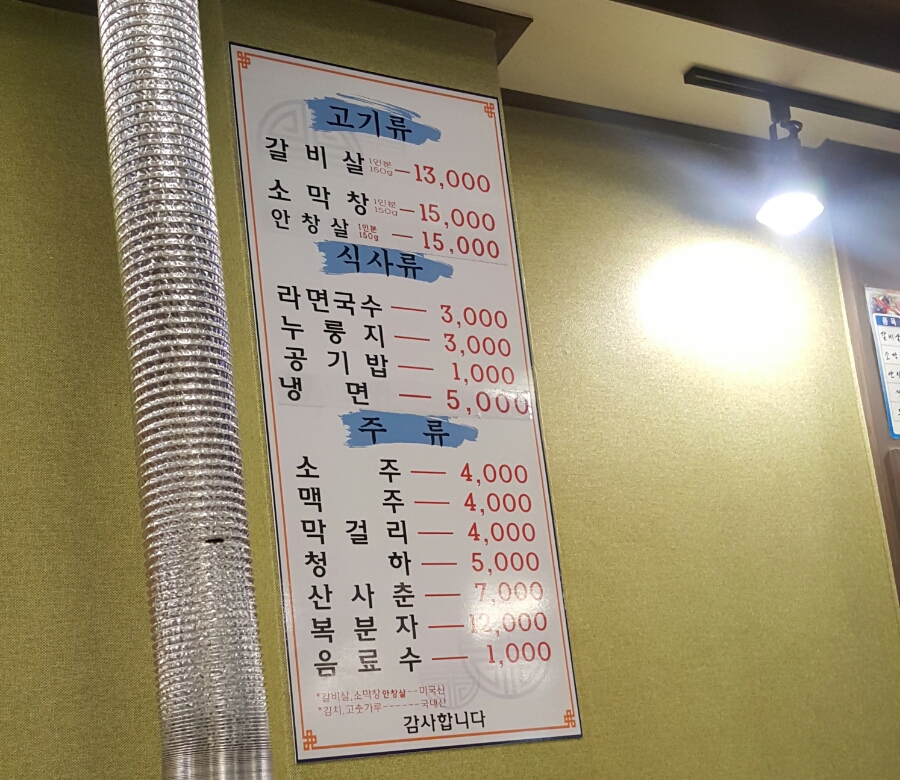 고기류
갈비살 1인분 150g — 13,000
소막창 1인분 150g — 15,000
안창살 1인분 150g — 15,000
식사류
라면국수 — 3,000
누룽지 — 3,000
공기밥 — 1,000
냉면 — 5,000
주류
소주 — 4,000
맥주 — 4,000
막걸리 — 4,000
청하 — 5,000
산사춘 — 7,000
복분자 — 12,000
음료수 — 1,000
*갈비살,소막창안창살--미국산
*김치,고춧가루------국내산
감사합니다